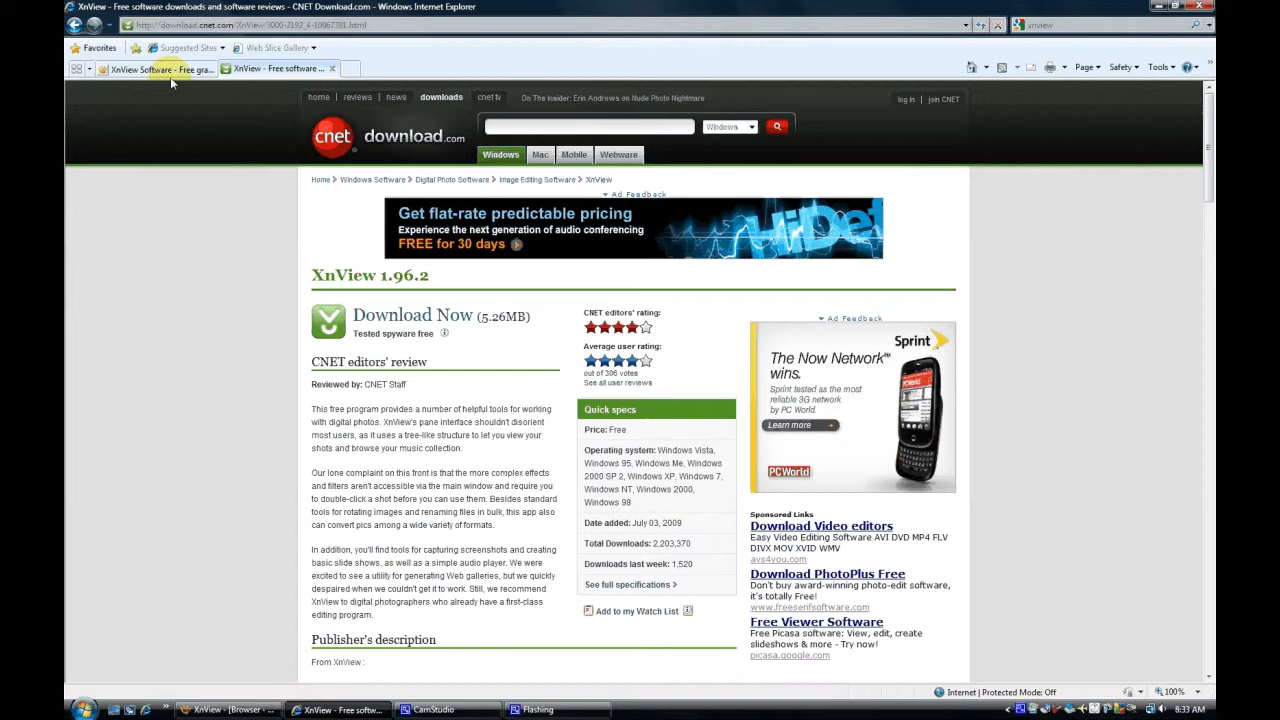 XnView - Free software downloads and software reviews - CNET Download.com - Windows Internet Explorer
http://download.cnet.com/XnView/3000-2192_4-10067391.html
xnview
Favorites Suggested Sites Web Slice Gallery
XnView Software - Free gra... XnView - Free software ...
Page Safety Tools
home reviews news downloads cnet tv On The Insider: Erin Andrews on Nude Photo Nightmare log in join CNET
cnet download.com Windows
Windows Mac Mobile Webware
Home > Windows Software > Digital Photo Software > Image Editing Software > XnView
Ad Feedback
Get flat-rate predictable pricing
Experience the next generation of audio conferencing
FREE for 30 days
HiDef
XnView 1.96.2
Download Now (5.26MB)
Tested spyware free
CNET editors' review
Reviewed by: CNET Staff
This free program provides a number of helpful tools for working
with digital photos. XnView's pane interface shouldn't disorient
most users, as it uses a tree-like structure to let you view your
shots and browse your music collection.
Our lone complaint on this front is that the more complex effects
and filters aren't accessible via the main window and require you
to double-click a shot before you can use them. Besides standard
tools for rotating images and renaming files in bulk, this app also
can convert pics among a wide variety of formats.
In addition, you'll find tools for capturing screenshots and creating
basic slide shows, as well as a simple audio player. We were
excited to see a utility for generating Web galleries, but we quickly
despaired when we couldn't get it to work. Still, we recommend
XnView to digital photographers who already have a first-class
editing program.
Publisher's description
From XnView :
CNET editors' rating:
Average user rating:
out of 306 votes
See all user reviews
Quick specs
Price: Free
Operating system: Windows Vista,
Windows 95, Windows Me, Windows
2000 SP 2, Windows XP, Windows 7,
Windows NT, Windows 2000,
Windows 98
Date added: July 03, 2009
Total Downloads: 2,203,370
Downloads last week: 1,520
See full specifications >
Add to my Watch List
Ad Feedback
Sprint
The Now Network™
wins.
Sprint tested as the most
reliable 3G network
by PC World.
Learn more
PCWorld
Sponsored Links
Download Video editors
Easy Video Editing Software AVI DVD MP4 FLV
DIVX MOV XVID WMV
avs4you.com
Download PhotoPlus Free
Don't buy award-winning photo-edit software,
it's totally Free!
www.freeserifsoftware.com
Free Viewer Software
Free Picasa software: View, edit, create
slideshows & more - Try now!
picasa.google.com
Internet | Protected Mode: Off 100%
XnView - [Browser - ... XnView - Free softw... CamStudio Flashing 8:33 AM